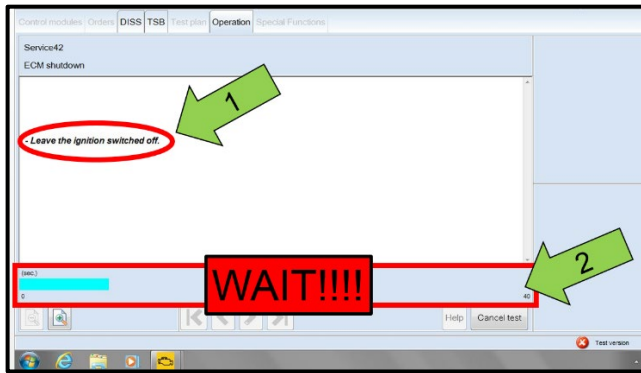 Control modules Orders DISS TSB Test plan Operation Special Functions
Service42
ECM shutdown
1
- Leave the ignition switched off.
2
(sec.)
WAIT!!!!
0 40
Help Cancel test
Test version